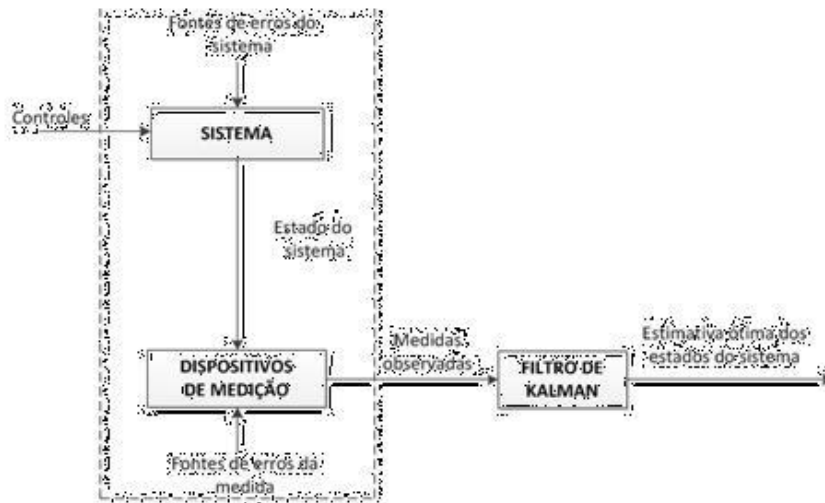 Fontes de erros do
sistema
Controles
SISTEMA
Estado do
sistema
DISPOSITIVOS
DE MEDIÇÃO
Medidas
observadas
FILTRO DE
KALMAN
Estimativa ótima dos
estados do sistema
Fontes de erros da
medida